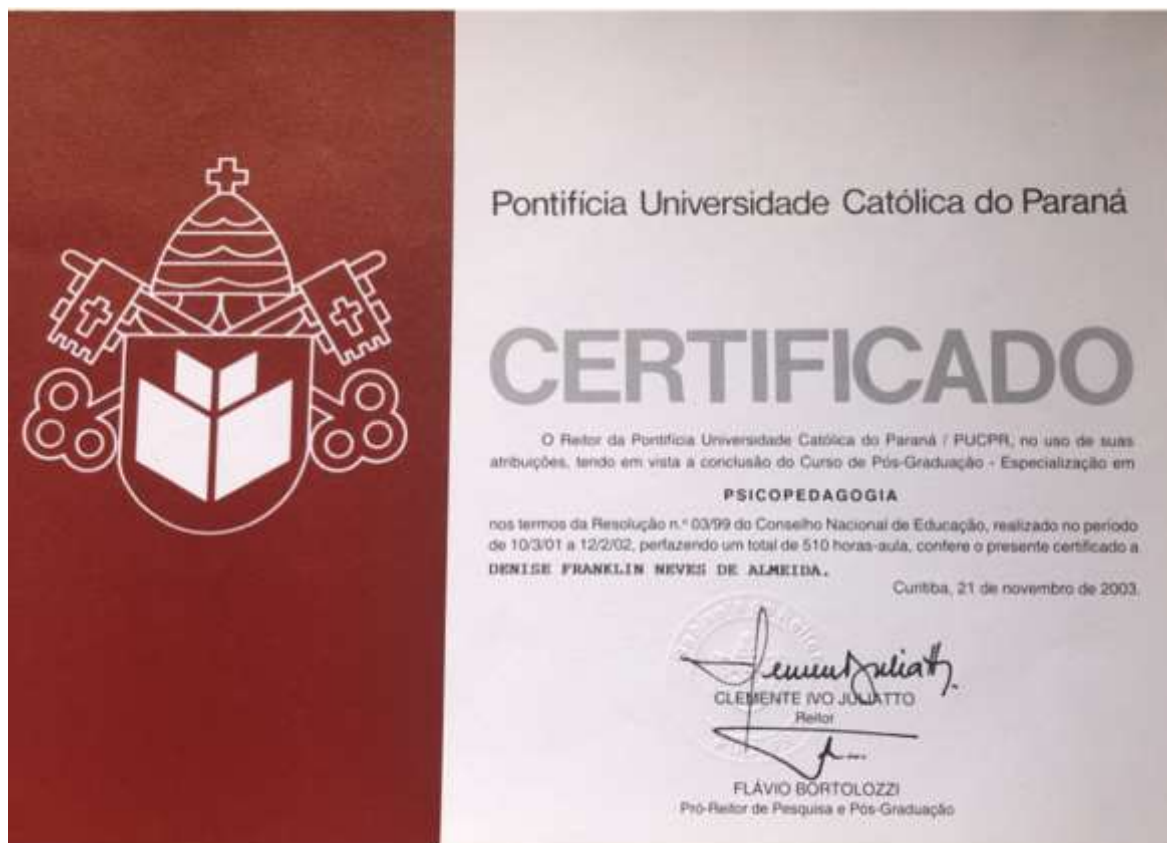 Pontifícia Universidade Católica do Paraná
CERTIFICADO
O Reitor da Pontifícia Universidade Católica do Paraná / PUCPR, no uso de suas
atribuições, tendo em vista a conclusão do Curso de Pós-Graduação - Especialização em
PSICOPEDAGOGIA
nos termos da Resolução n.º 03/99 do Conselho Nacional de Educação, realizado no período
de 10/3/01 a 12/2/02, perfazendo um total de 510 horas-aula, confere o presente certificado a
DENISE FRANKLIN NEVES DE ALMEIDA.
Curitiba, 21 de novembro de 2003.
CLEMENTE IVO JULIATTO
Reitor
FLÁVIO BORTOLOZZI
Pró-Reitor de Pesquisa e Pós-Graduação